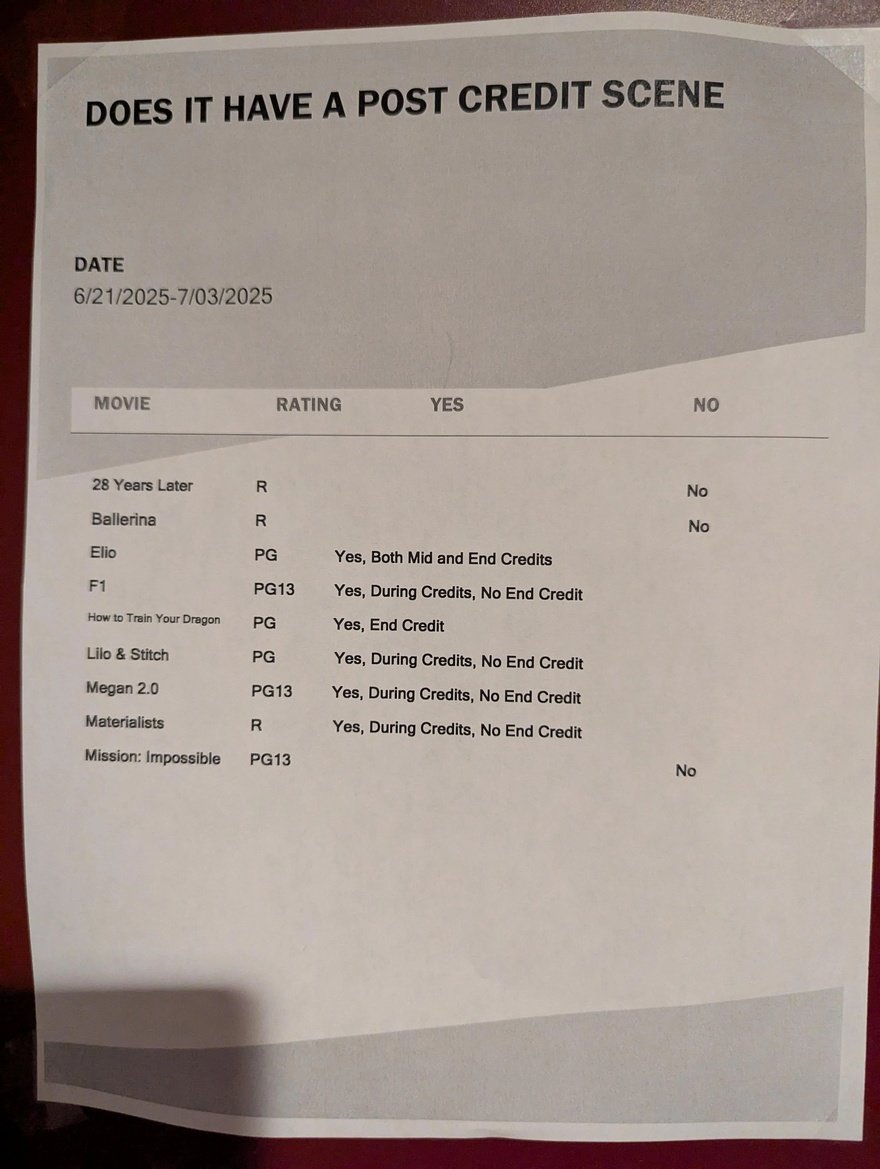 DOES IT HAVE A POST CREDIT SCENE
DATE
6/21/2025-7/03/2025
MOVIE RATING YES NO
28 Years Later R No
Ballerina R No
Elio PG Yes, Both Mid and End Credits
F1 PG13 Yes, During Credits, No End Credit
How to Train Your Dragon PG Yes, End Credit
Lilo & Stitch PG Yes, During Credits, No End Credit
Megan 2.0 PG13 Yes, During Credits, No End Credit
Materialists R Yes, During Credits, No End Credit
Mission: Impossible PG13 No